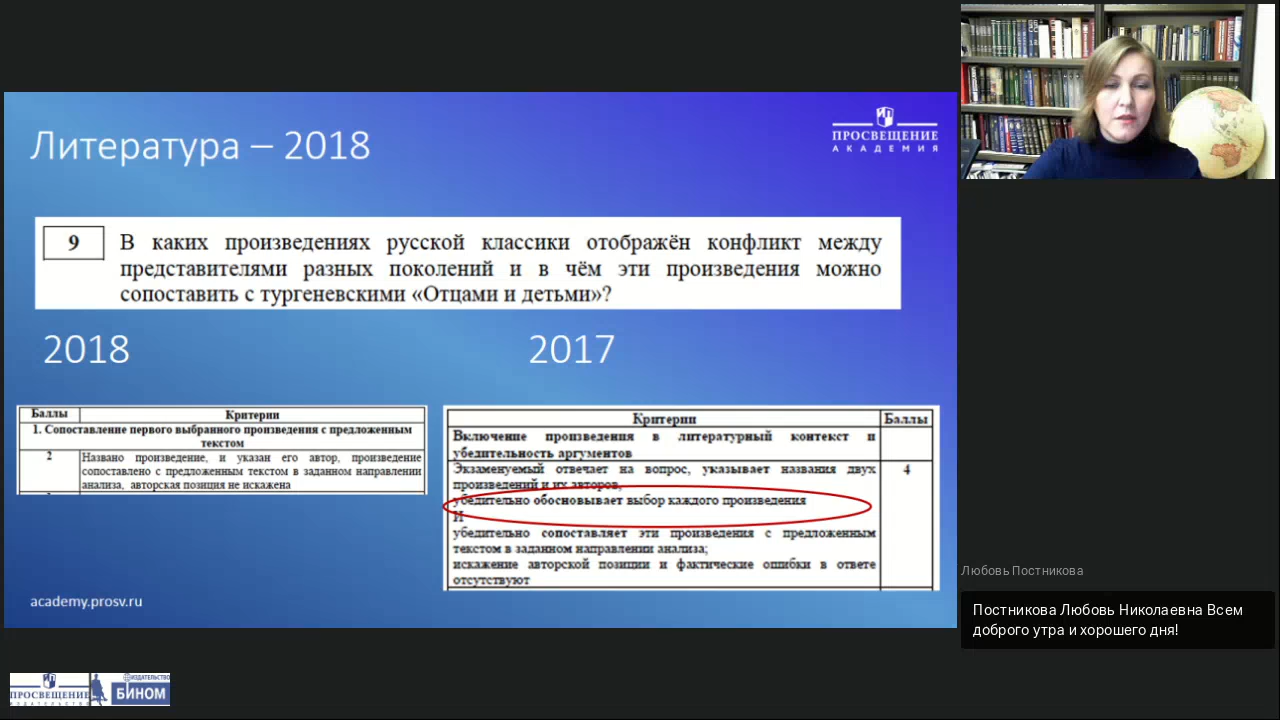 Литература – 2018
ПРОСВЕЩЕНИЕ
АКАДЕМИЯ
9
В каких произведениях русской классики отображён конфликт между
представителями разных поколений и в чём эти произведения можно
сопоставить с тургеневскими «Отцами и детьми»?
2018
2017
Баллы Критерии
1. Сопоставление первого выбранного произведения с предложенным
текстом
2 Названо произведение, и указан его автор, произведение
сопоставлено с предложенным текстом в заданном направлении
анализа, авторская позиция не искажена
Критерии Баллы
Включение произведения в литературный контекст и
убедительность аргументов
Экзаменуемый отвечает на вопрос, указывает названия двух 4
произведений и их авторов,
убедительно обосновывает выбор каждого произведения
И
убедительно сопоставляет эти произведения с предложенным
текстом в заданном направлении анализа;
искажение авторской позиции и фактические ошибки в ответе
отсутствуют
academy.prosv.ru
Любовь Постникова
Постникова Любовь Николаевна Всем
доброго утра и хорошего дня!
ПРОСВЕЩЕНИЕ
ИЗДАТЕЛЬСТВО
ИЗДАТЕЛЬСТВО
БИНОМ